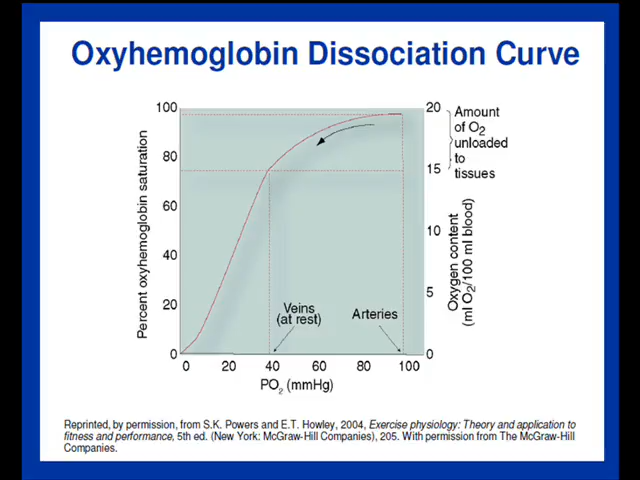 Oxyhemoglobin Dissociation Curve
Percent oxyhemoglobin saturation
100
80
60
40
20
0
20
15
10
5
0
Amount
of O2
unloaded
to
tissues
Oxygen content
(ml O2/100 ml blood)
Veins
(at rest)
Arteries
0 20 40 60 80 100
PO2 (mmHg)
Reprinted, by permission, from S.K. Powers and E.T. Howley, 2004, Exercise physiology: Theory and application to
fitness and performance, 5th ed. (New York: McGraw-Hill Companies), 205. With permission from The McGraw-Hill
Companies.